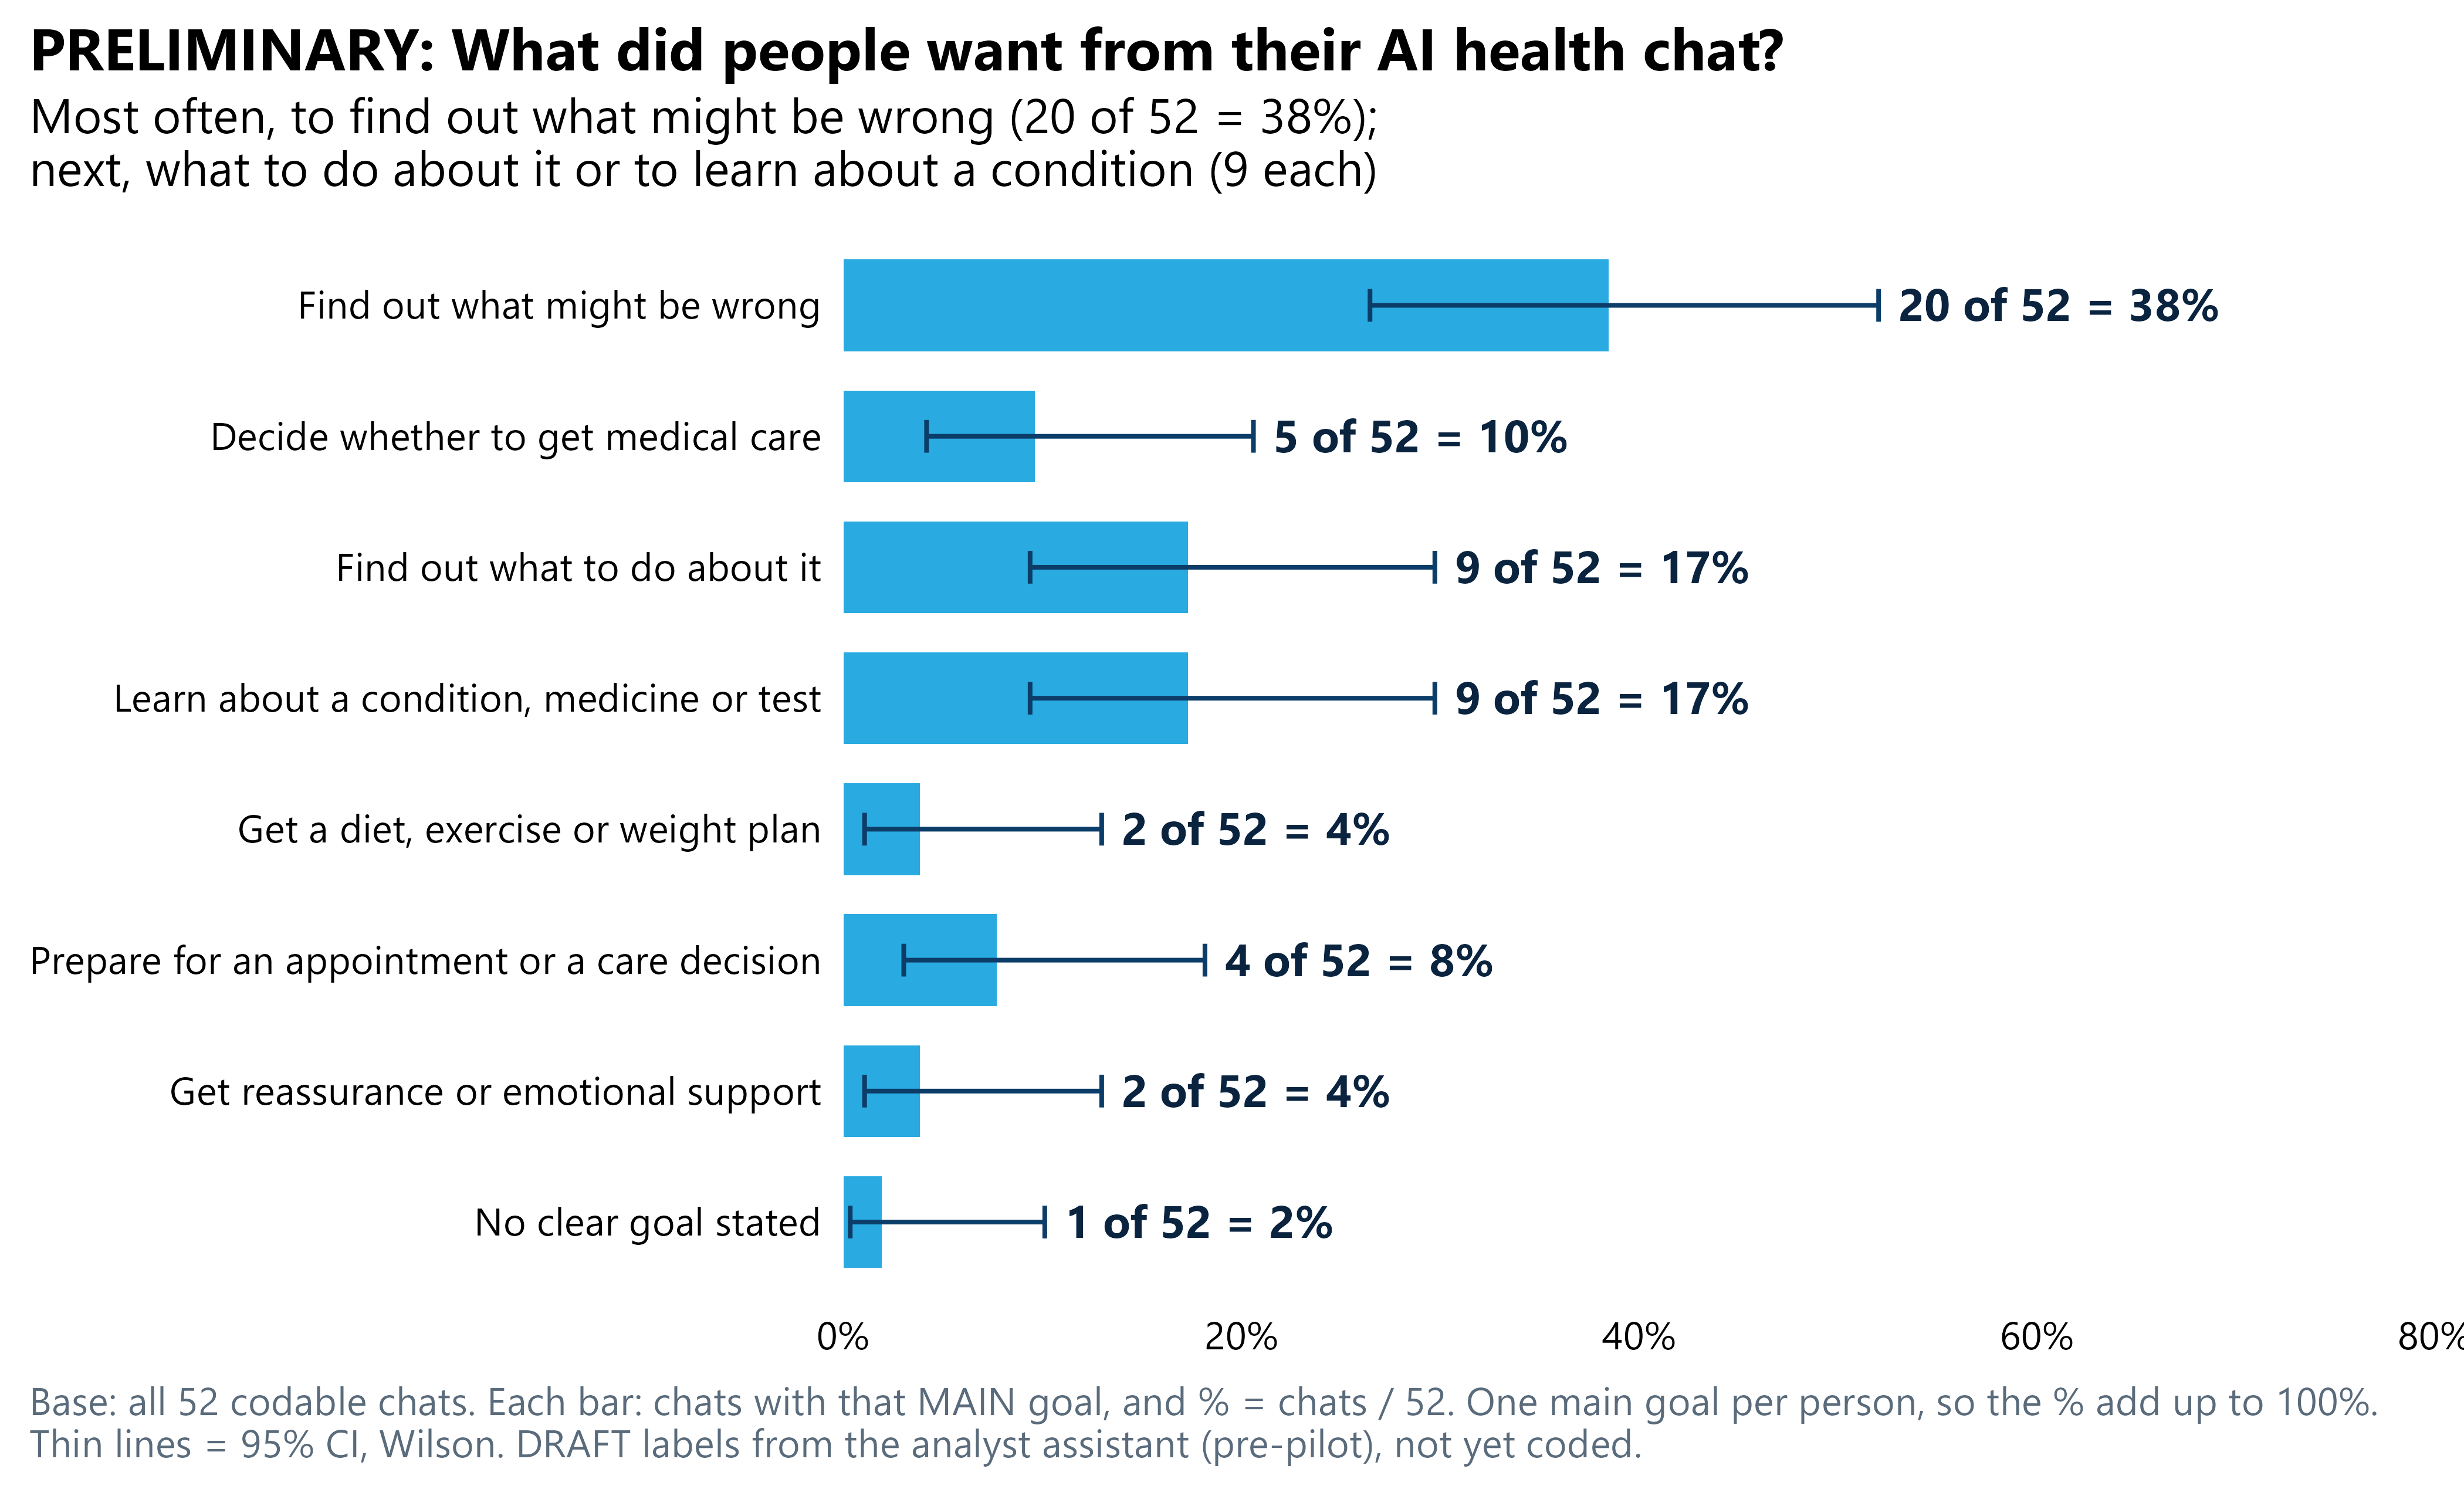 PRELIMINARY: What did people want from their AI health chat?
Most often, to find out what might be wrong (20 of 52 = 38%);
next, what to do about it or to learn about a condition (9 each)
Find out what might be wrong 20 of 52 = 38%
Decide whether to get medical care 5 of 52 = 10%
Find out what to do about it 9 of 52 = 17%
Learn about a condition, medicine or test 9 of 52 = 17%
Get a diet, exercise or weight plan 2 of 52 = 4%
Prepare for an appointment or a care decision 4 of 52 = 8%
Get reassurance or emotional support 2 of 52 = 4%
No clear goal stated 1 of 52 = 2%
0% 20% 40% 60% 80%
Base: all 52 codable chats. Each bar: chats with that MAIN goal, and % = chats / 52. One main goal per person, so the % add up to 100%.
Thin lines = 95% CI, Wilson. DRAFT labels from the analyst assistant (pre-pilot), not yet coded.